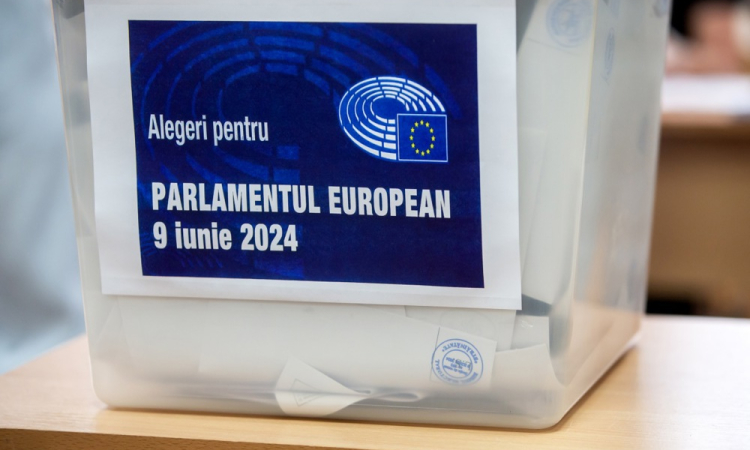 Alegeri pentru
PARLAMENTUL EUROPEAN
9 iunie 2024